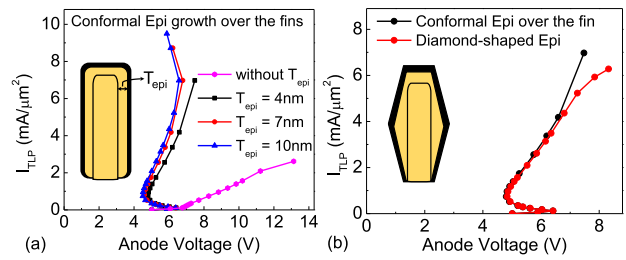 Conformal Epi growth over the fins
T_epi
without T_epi
T_epi = 4nm
T_epi = 7nm
T_epi = 10nm
I_TLP (mA/μm²)
10
8
6
4
2
0
0 2 4 6 8 10 12 14
(a) Anode Voltage (V)
Conformal Epi over the fin
Diamond-shaped Epi
I_TLP (mA/μm²)
8
6
4
2
0
0 2 4 6 8
(b) Anode Voltage (V)